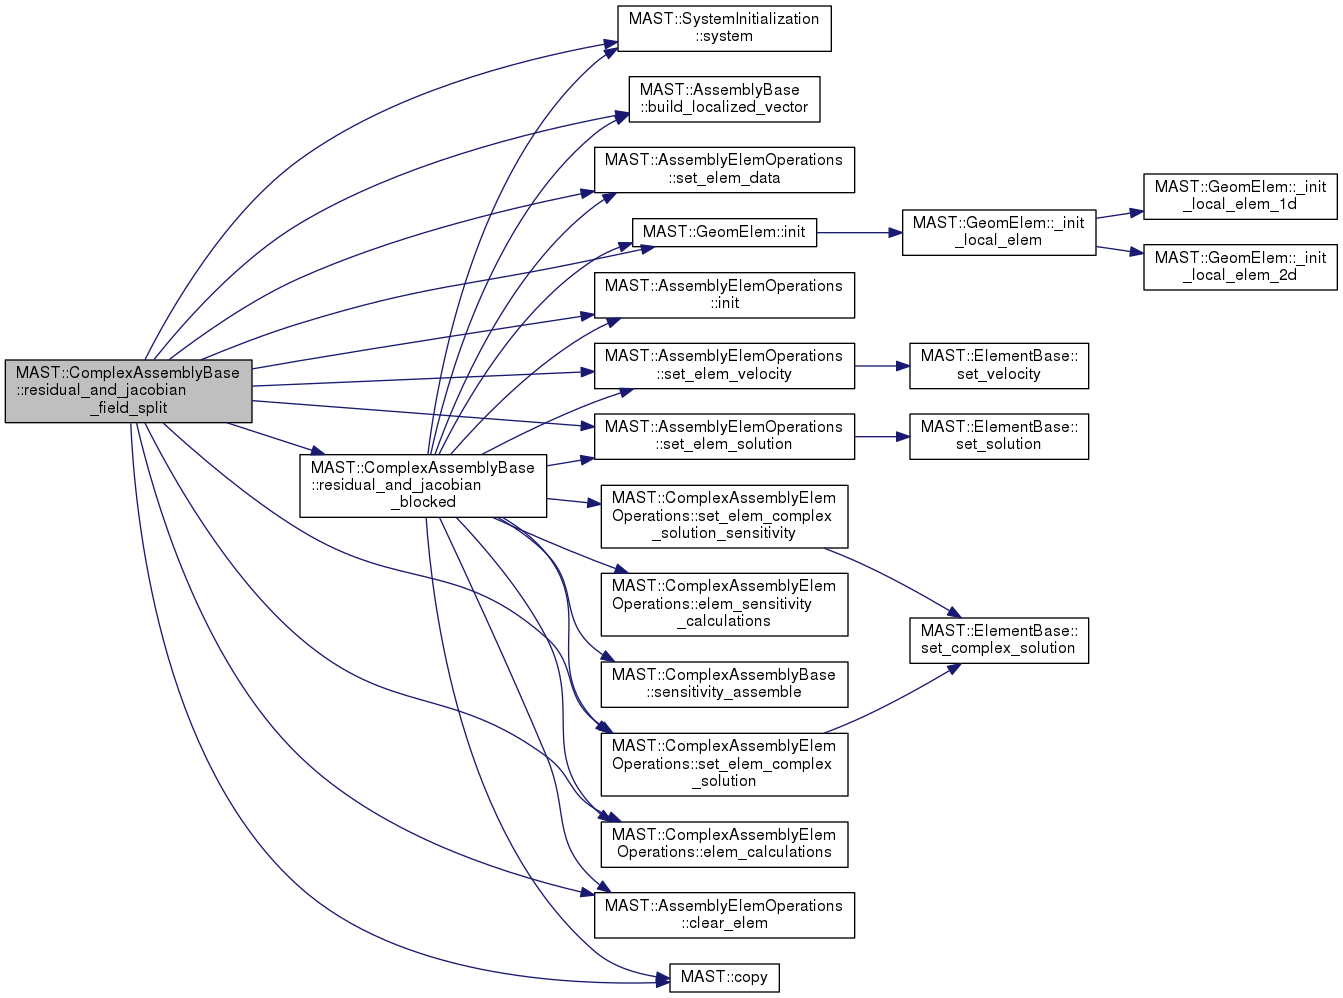 MAST::SystemInitialization
::system
MAST::AssemblyBase
::build_localized_vector
MAST::AssemblyElemOperations
::set_elem_data
MAST::GeomElem::_init
_local_elem_1d
MAST::GeomElem::init
MAST::GeomElem::_init
_local_elem
MAST::GeomElem::_init
_local_elem_2d
MAST::AssemblyElemOperations
::init
MAST::AssemblyElemOperations
::set_elem_velocity
MAST::ElementBase::
set_velocity
MAST::ComplexAssemblyBase
::residual_and_jacobian
_field_split
MAST::AssemblyElemOperations
::set_elem_solution
MAST::ElementBase::
set_solution
MAST::ComplexAssemblyBase
::residual_and_jacobian
_blocked
MAST::ComplexAssemblyElem
Operations::set_elem_complex
_solution_sensitivity
MAST::ComplexAssemblyElem
Operations::elem_sensitivity
_calculations
MAST::ElementBase::
set_complex_solution
MAST::ComplexAssemblyBase
::sensitivity_assemble
MAST::ComplexAssemblyElem
Operations::set_elem_complex
_solution
MAST::ComplexAssemblyElem
Operations::elem_calculations
MAST::AssemblyElemOperations
::clear_elem
MAST::copy